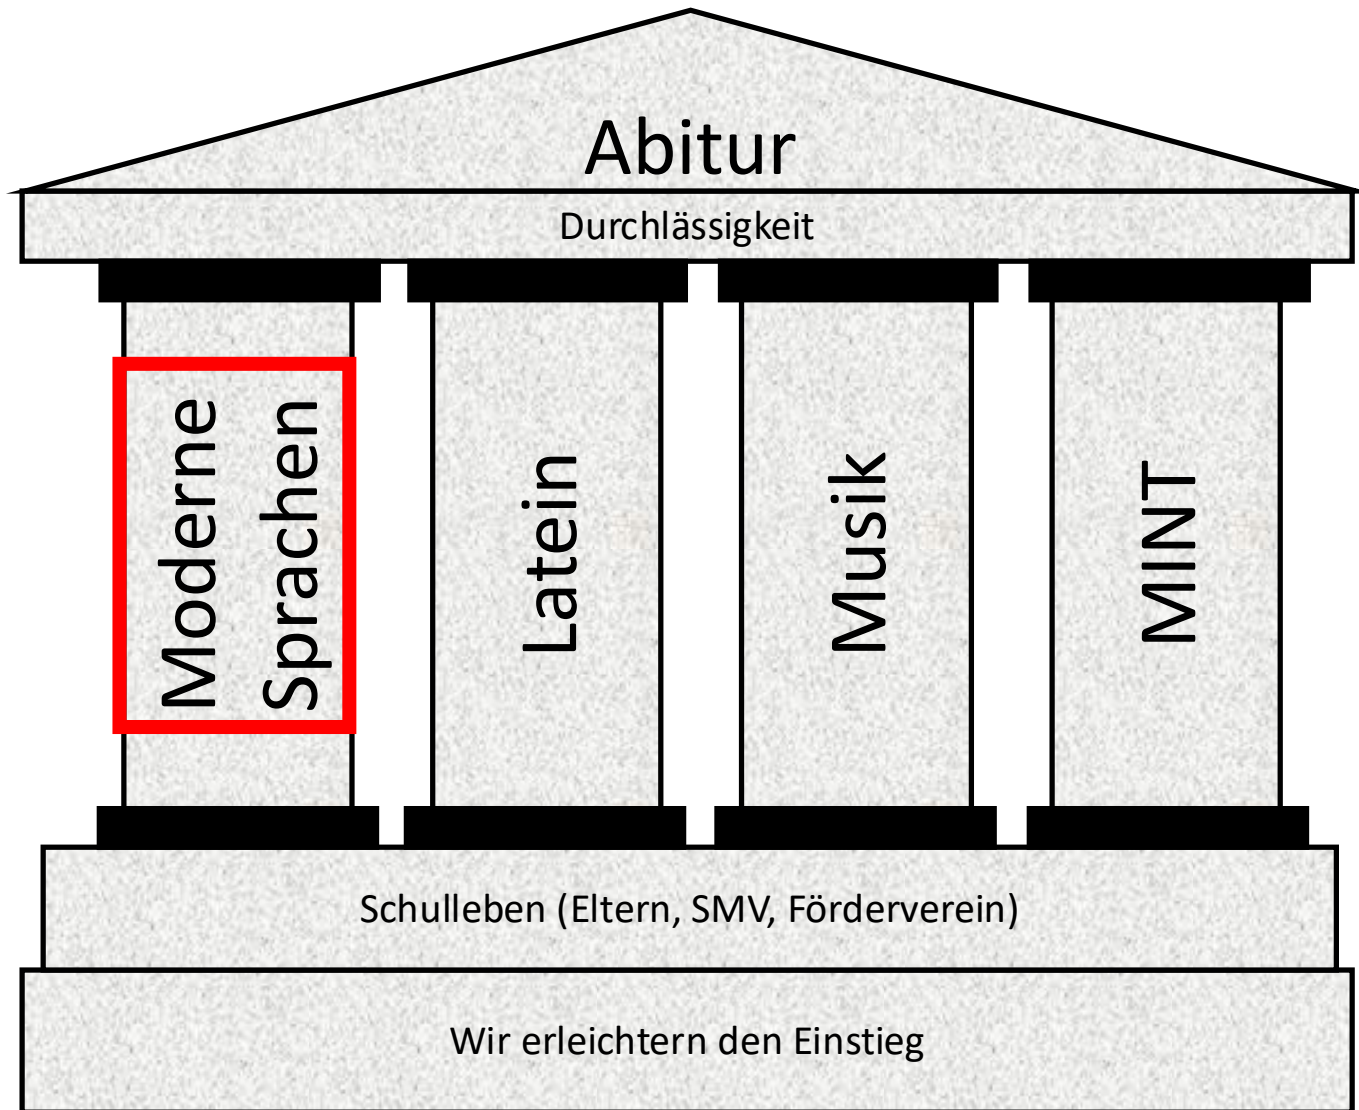 Abitur
Durchlässigkeit
Moderne
Sprachen
Latein
Musik
MINT
Schulleben (Eltern, SMV, Förderverein)
Wir erleichtern den Einstieg